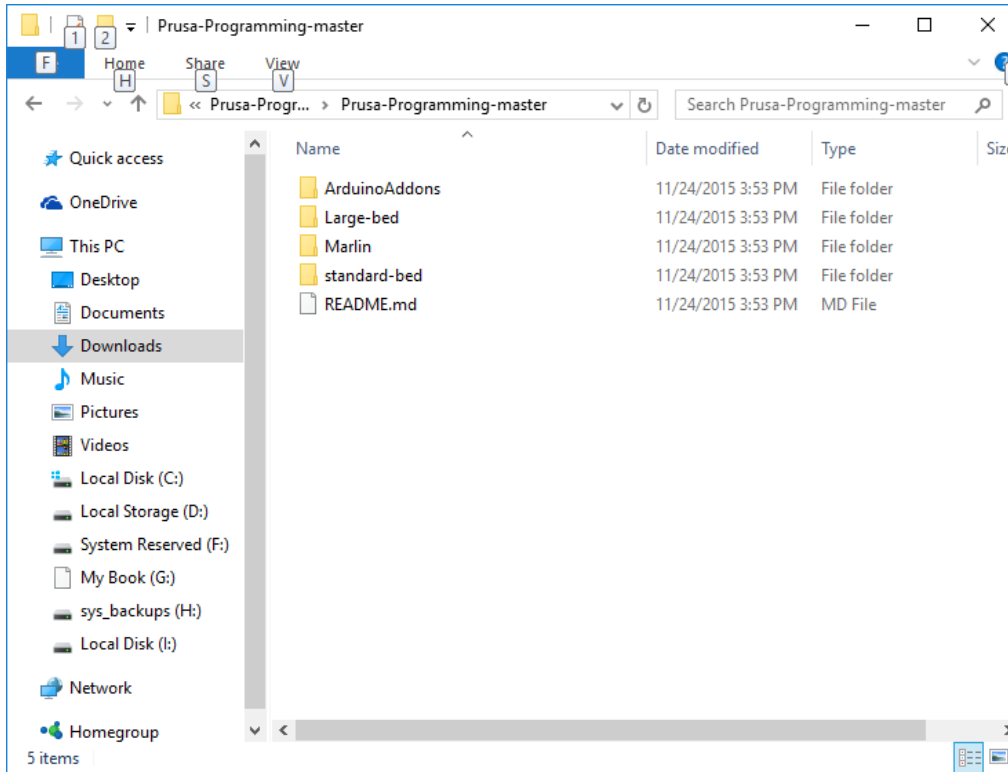 1 2 Prusa-Programming-master
F Home Share View
H S V
« Prusa-Progr... › Prusa-Programming-master Search Prusa-Programming-master
Name Date modified Type Siz
Quick access
OneDrive
This PC
Desktop
Documents
Downloads
Music
Pictures
Videos
Local Disk (C:)
Local Storage (D:)
System Reserved (F:)
My Book (G:)
sys_backups (H:)
Local Disk (I:)
Network
Homegroup
ArduinoAddons 11/24/2015 3:53 PM File folder
Large-bed 11/24/2015 3:53 PM File folder
Marlin 11/24/2015 3:53 PM File folder
standard-bed 11/24/2015 3:53 PM File folder
README.md 11/24/2015 3:53 PM MD File
5 items